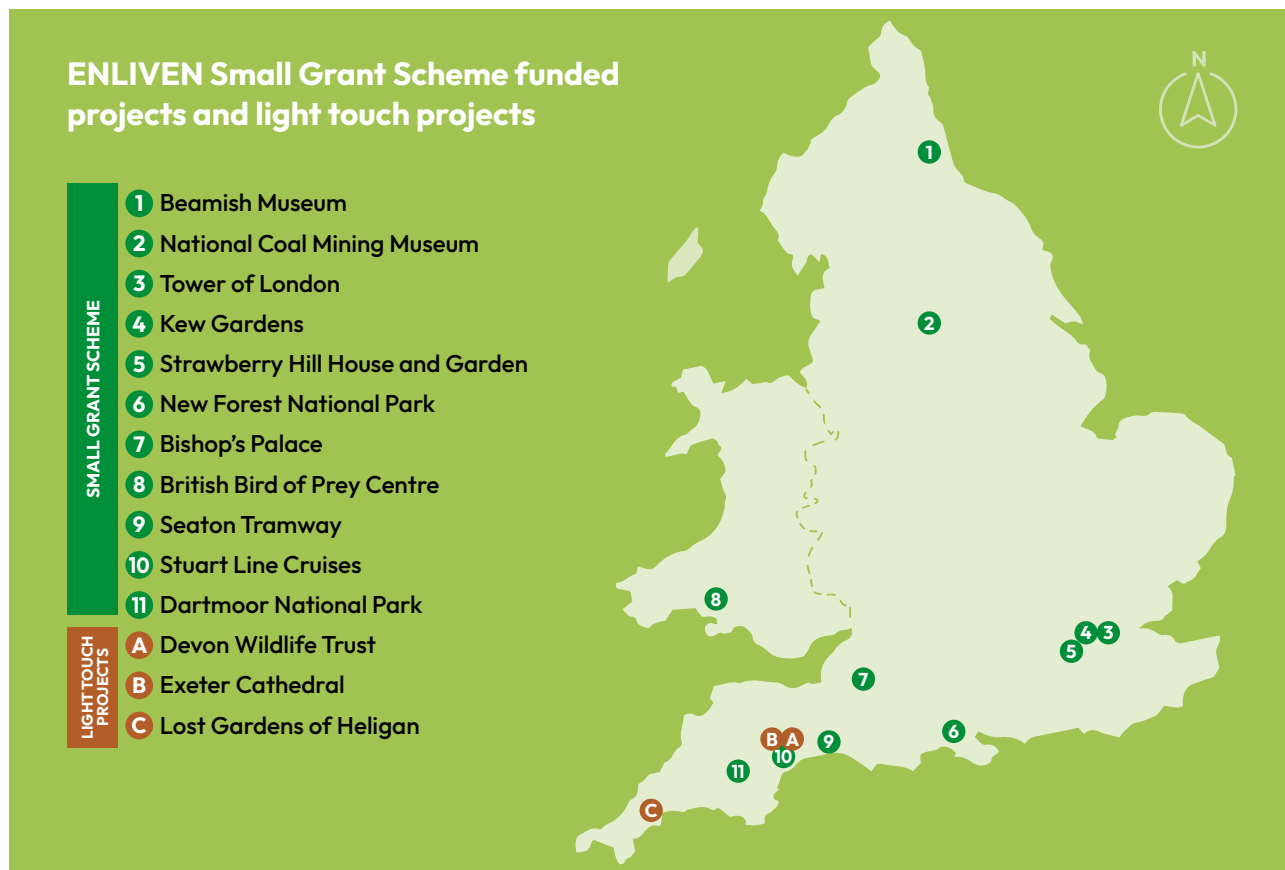 ENLIVEN Small Grant Scheme funded
projects and light touch projects
N
SMALL GRANT SCHEME
1 Beamish Museum
2 National Coal Mining Museum
3 Tower of London
4 Kew Gardens
5 Strawberry Hill House and Garden
6 New Forest National Park
7 Bishop’s Palace
8 British Bird of Prey Centre
9 Seaton Tramway
10 Stuart Line Cruises
11 Dartmoor National Park
LIGHT TOUCH
PROJECTS
A Devon Wildlife Trust
B Exeter Cathedral
C Lost Gardens of Heligan
1
2
8
4 3
5
7
6
B A
9
10
11
C